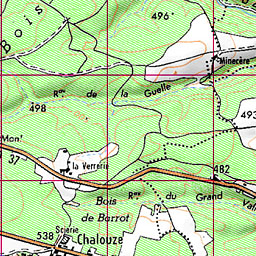 Bois
496
Minecère
Rau de la Guelle
498
493
Mont
37
la Verrerie
482
Rau du Grand
Bois
de Barrot
Scierie
538
Chalouze